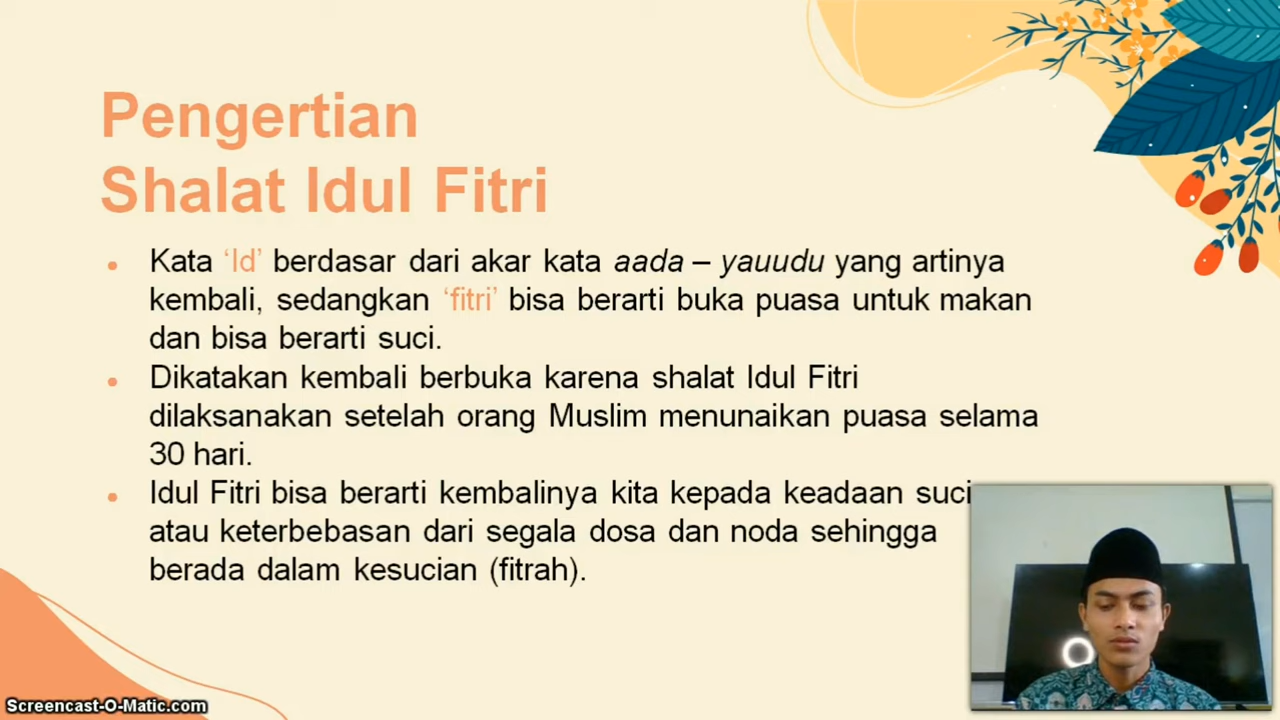 Pengertian
Shalat Idul Fitri
Kata ‘Id’ berdasar dari akar kata aada – yauudu yang artinya
kembali, sedangkan ‘fitri’ bisa berarti buka puasa untuk makan
dan bisa berarti suci.
Dikatakan kembali berbuka karena shalat Idul Fitri
dilaksanakan setelah orang Muslim menunaikan puasa selama
30 hari.
Idul Fitri bisa berarti kembalinya kita kepada keadaan suci
atau keterbebasan dari segala dosa dan noda sehingga
berada dalam kesucian (fitrah).
Screencast-O-Matic.com